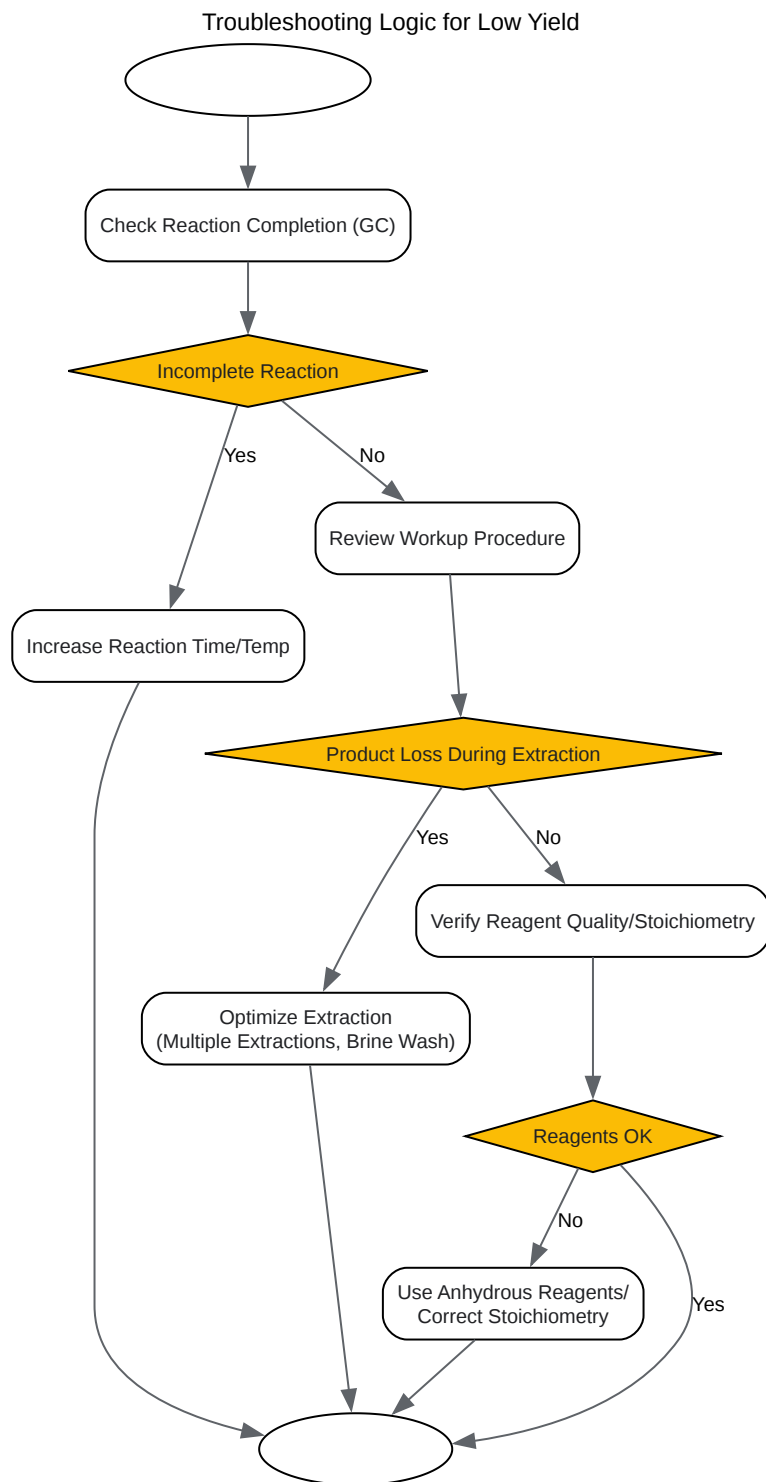 Troubleshooting Logic for Low Yield
Check Reaction Completion (GC)
Incomplete Reaction
Yes
No
Review Workup Procedure
Increase Reaction Time/Temp
Product Loss During Extraction
Yes
No
Verify Reagent Quality/Stoichiometry
Optimize Extraction
(Multiple Extractions, Brine Wash)
Reagents OK
No
Use Anhydrous Reagents/
Correct Stoichiometry
Yes